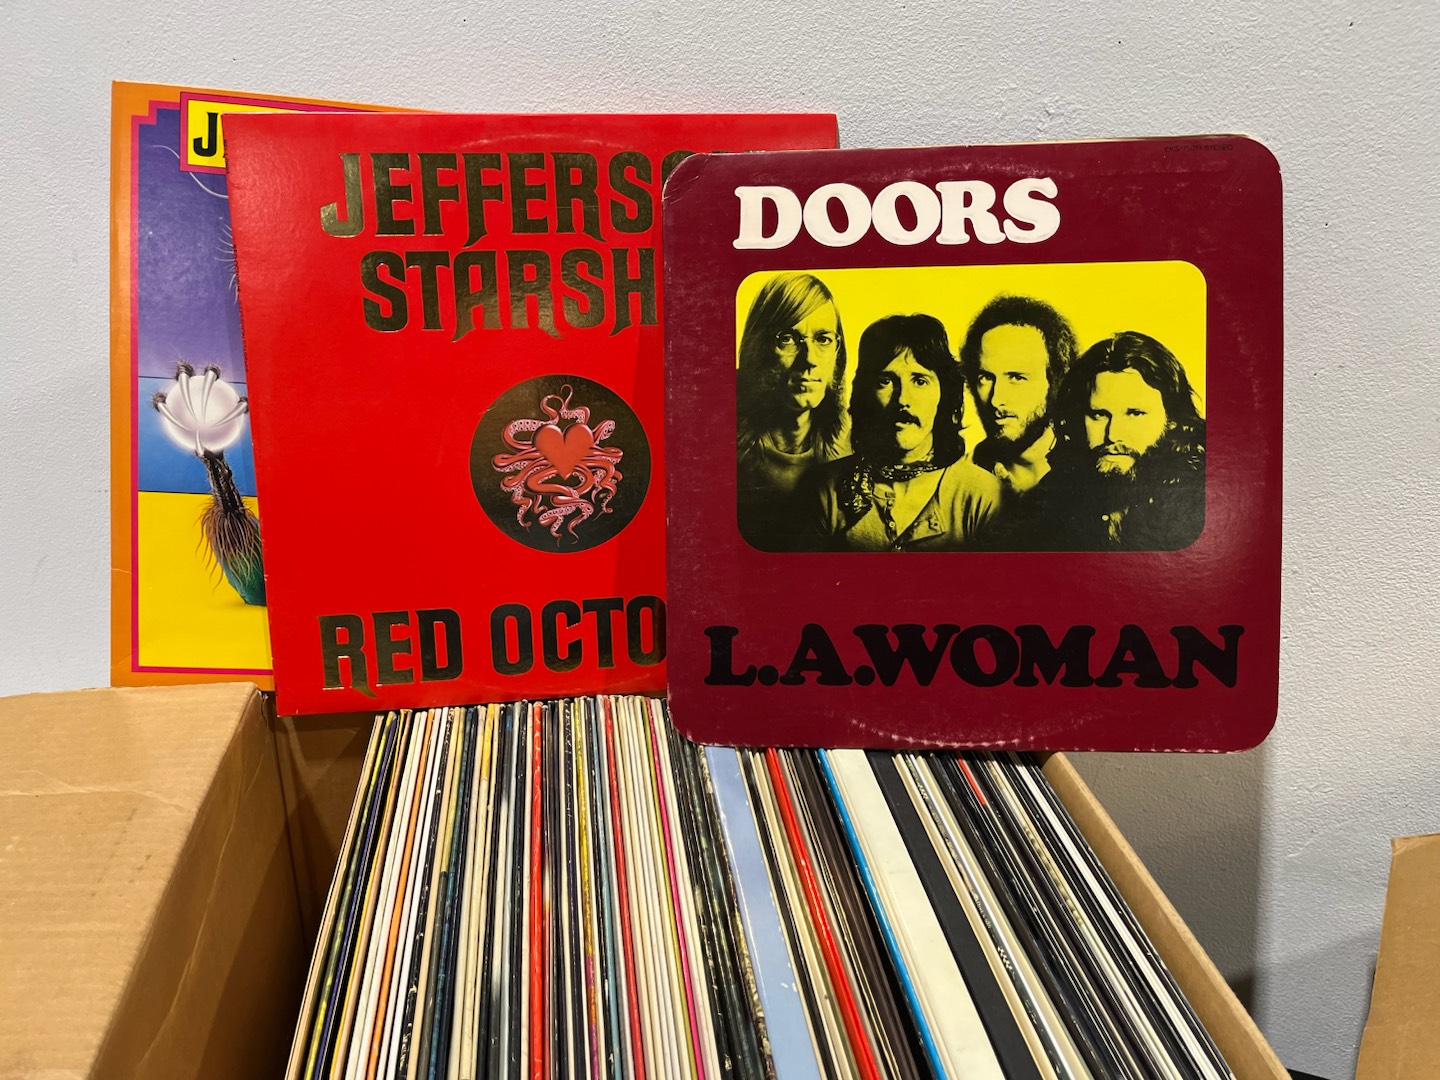 J
JEFFERSO
STARSH
RED OCTO
DOORS
L.A.WOMAN